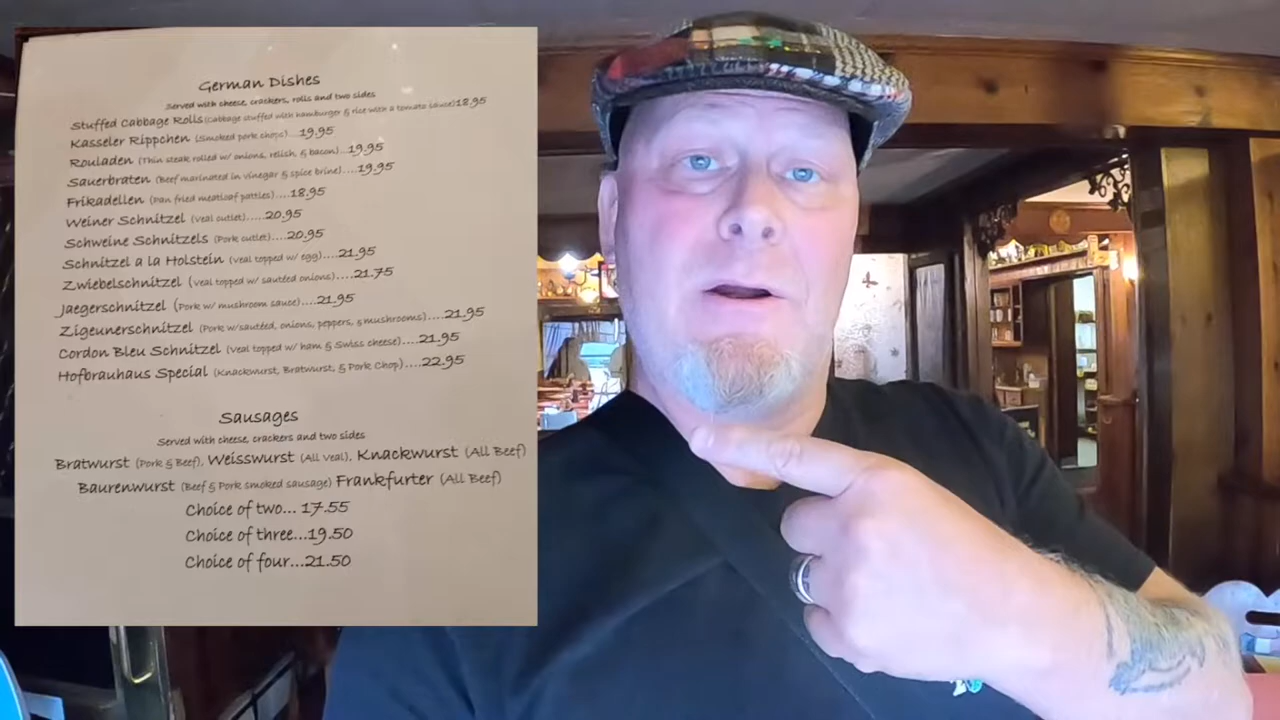 German Dishes
Served with cheese, crackers, rolls and two sides
Stuffed Cabbage Rolls (Cabbage stuffed with hamburger & rice with a tomato sauce) 18.95
Kasseler Rippchen (Smoked pork chops)...19.95
Rouladen (Thin steak rolled w/ onions, relish, & bacon)...19.95
Sauerbraten (Beef marinated in vinegar & spice brine)....19.95
Frikadellen (Pan fried meatloaf patties)....18.95
Weiner Schnitzel (Veal cutlet).....20.95
Schweine Schnitzels (Pork cutlet)....20.95
Schnitzel a la Holstein (veal topped w/ egg)....21.95
Zwiebelschnitzel (veal topped w/ sautéed onions)....21.75
Jaegerschnitzel (Pork w/ mushroom sauce)....21.95
Zigeunerschnitzel (Pork w/sautéed, onions, peppers, &mushrooms)....21.95
Cordon Bleu Schnitzel (Veal topped w/ ham & Swiss cheese)....21.95
Hofbrauhaus Special (Knackwurst, Bratwurst, & Pork Chop)....22.95
Sausages
Served with cheese, crackers and two sides
Bratwurst (Pork & Beef), Weisswurst (All Veal), Knackwurst (All Beef)
Baurenwurst (Beef & Pork smoked sausage) Frankfurter (All Beef)
Choice of two... 17.55
Choice of three...19.50
Choice of four...21.50